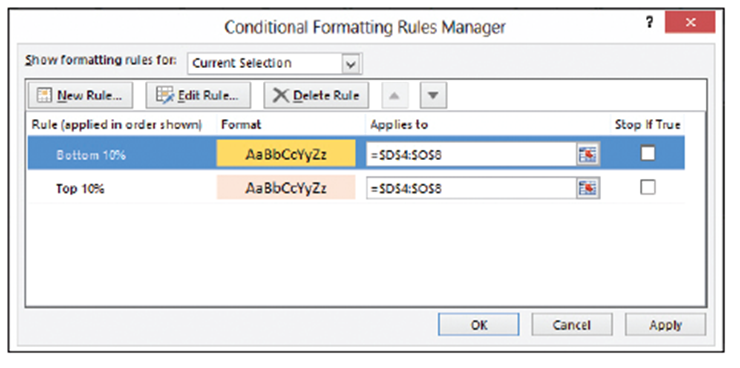 Conditional Formatting Rules Manager ?
Show formatting rules for: Current Selection
New Rule... Edit Rule... Delete Rule
Rule (applied in order shown) Format Applies to Stop If True
Bottom 10% AaBbCcYyZz =$D$4:$O$8
Top 10% AaBbCcYyZz =$D$4:$O$8
OK Cancel Apply